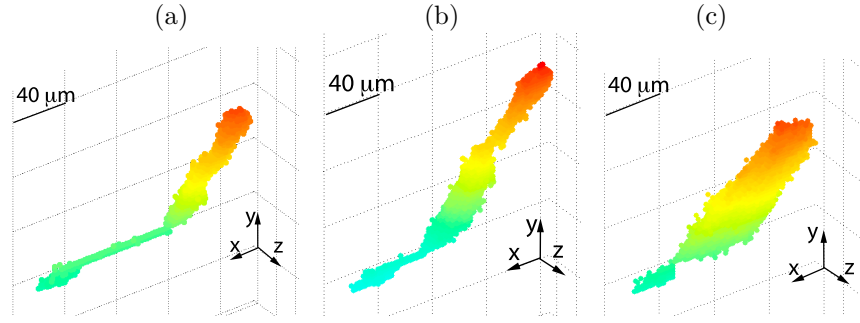 (a) (b) (c)
40 μm 40 μm 40 μm
y y y
x z x z x z